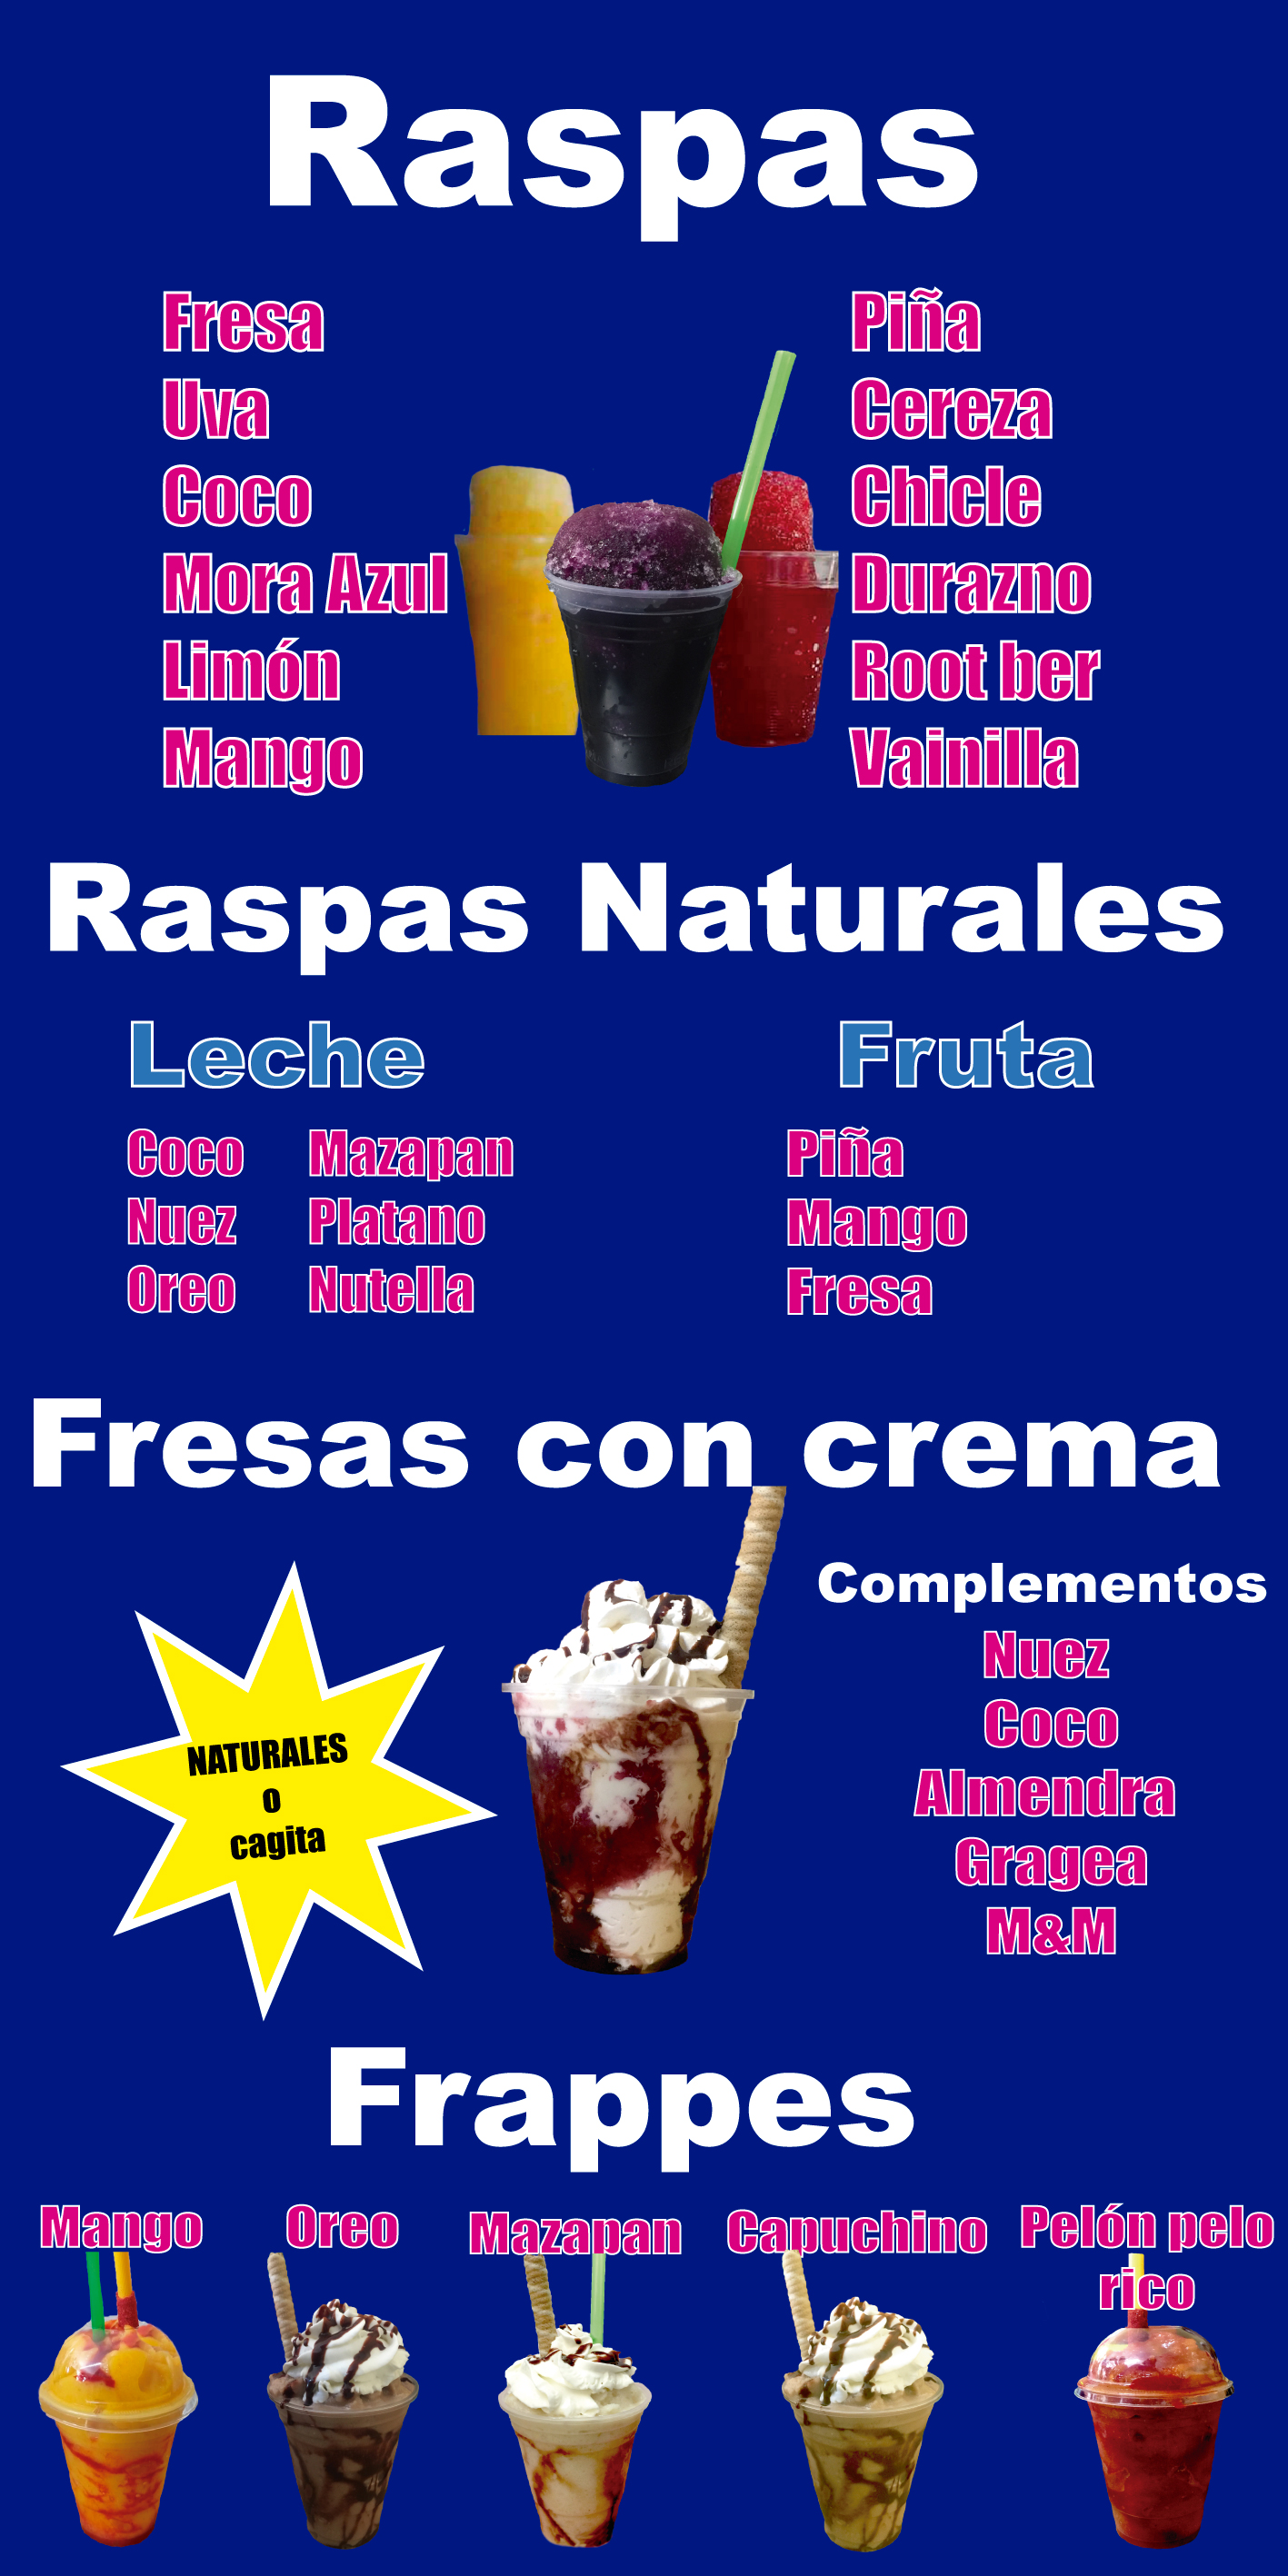 Raspas
Fresa
Uva
Coco
Mora Azul
Limón
Mango
Piña
Cereza
Chicle
Durazno
Root ber
Vainilla
Raspas Naturales
Leche
Coco Mazapan
Nuez Platano
Oreo Nutella
Fruta
Piña
Mango
Fresa
Fresas con crema
NATURALES
o
cagita
Complementos
Nuez
Coco
Almendra
Gragea
M&M
Frappes
Mango
Oreo
Mazapan
Capuchino
Pelón pelo
rico